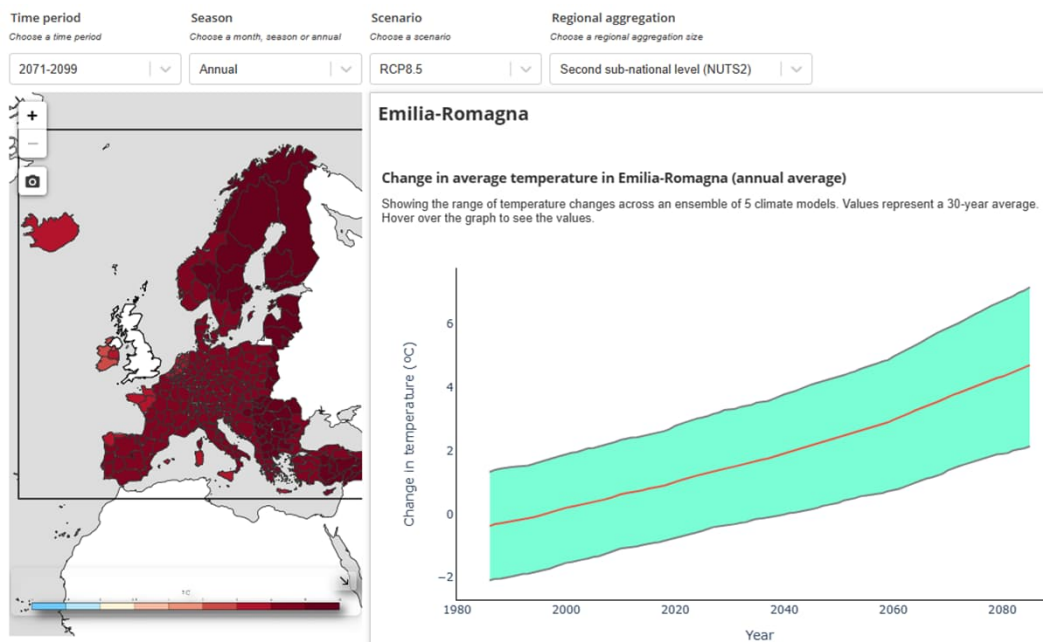 Time period
Season
Scenario
Regional aggregation
Choose a time period
Choose a month, season or annual
Choose a scenario
Choose a regional aggregation size
2071-2099
Annual
RCP8.5
Second sub-national level (NUTS2)
+
−
Emilia-Romagna
Change in average temperature in Emilia-Romagna (annual average)
Showing the range of temperature changes across an ensemble of 5 climate models. Values represent a 30-year average.
Hover over the graph to see the values.
Change in temperature (ºC)
6
4
2
0
−2
1980
2000
2020
2040
2060
2080
Year